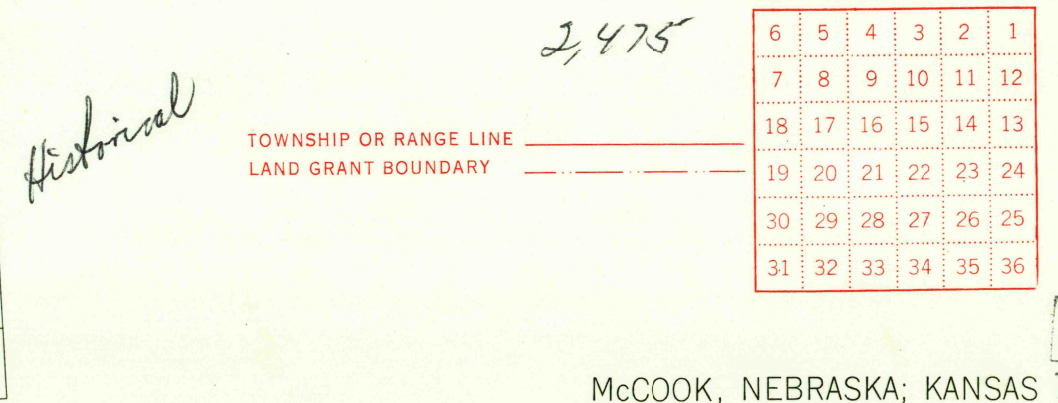 2,475
Historical
TOWNSHIP OR RANGE LINE
LAND GRANT BOUNDARY
6 5 4 3 2 1
7 8 9 10 11 12
18 17 16 15 14 13
19 20 21 22 23 24
30 29 28 27 26 25
31 32 33 34 35 36
McCOOK, NEBRASKA; KANSAS